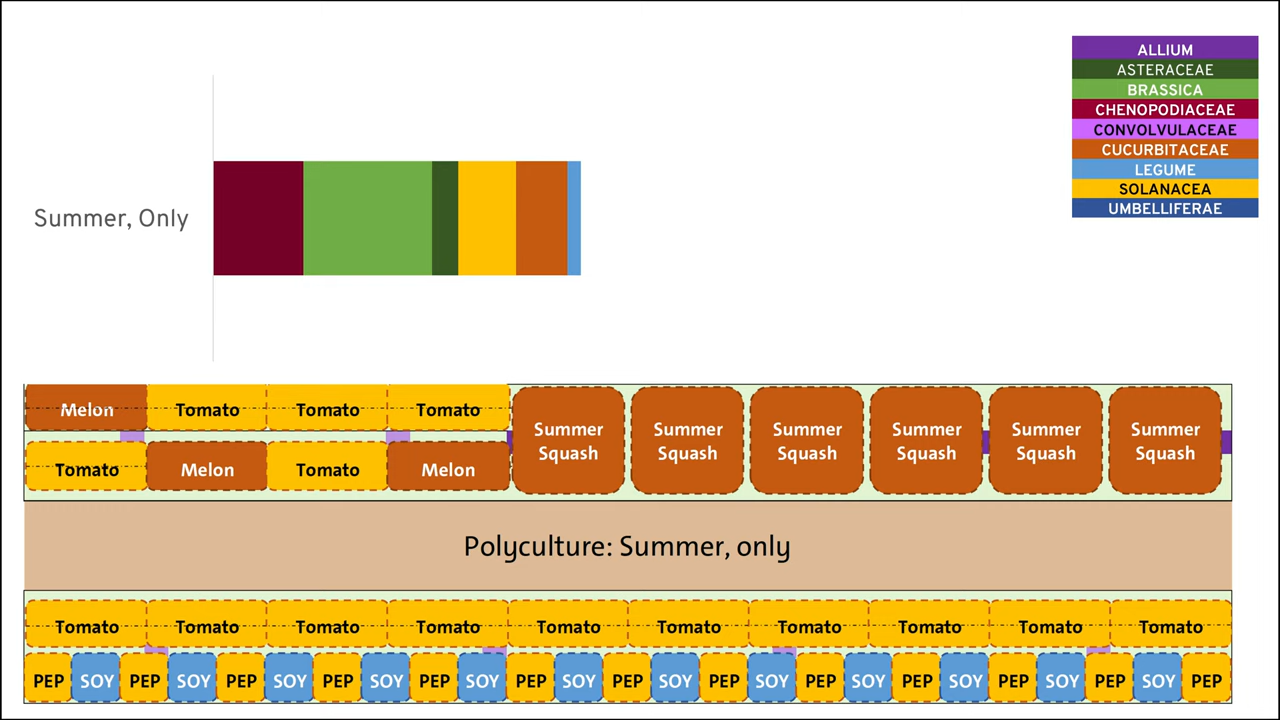 ALLIUM
ASTERACEAE
BRASSICA
CHENOPODIACEAE
CONVOLVULACEAE
CUCURBITACEAE
LEGUME
SOLANACEA
UMBELLIFERAE
Summer, Only
Melon Tomato Tomato Tomato
Tomato Melon Tomato Melon
Summer Summer Summer Summer Summer Summer
Squash Squash Squash Squash Squash Squash
Polyculture: Summer, only
Tomato Tomato Tomato Tomato Tomato Tomato Tomato Tomato Tomato Tomato
PEP SOY PEP SOY PEP SOY PEP SOY PEP SOY PEP SOY PEP SOY PEP SOY PEP SOY PEP SOY PEP SOY PEP SOY PEP